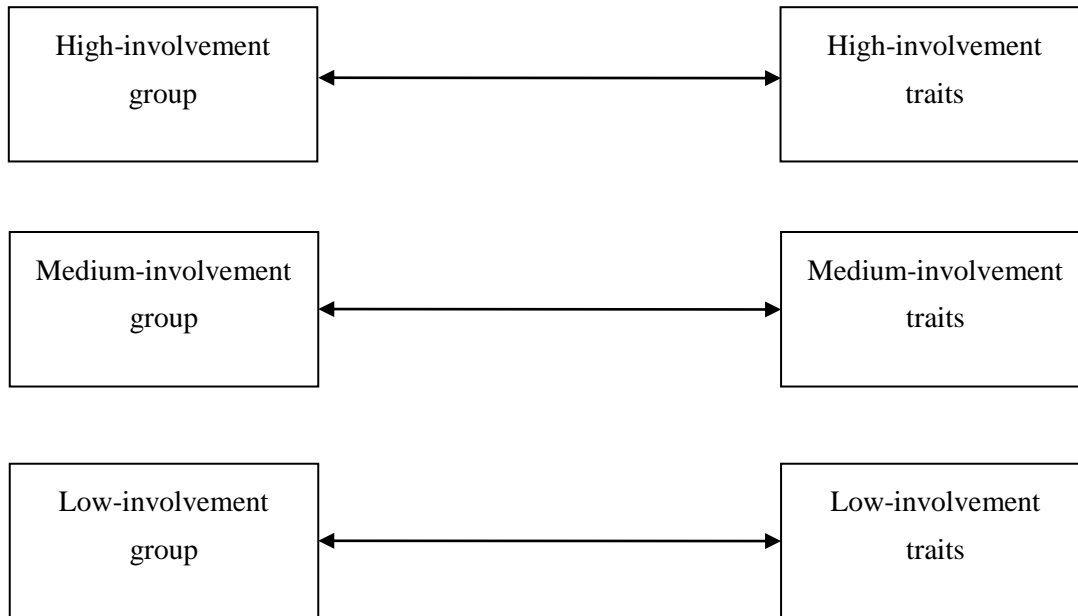 High-involvement
group
High-involvement
traits
Medium-involvement
group
Medium-involvement
traits
Low-involvement
group
Low-involvement
traits